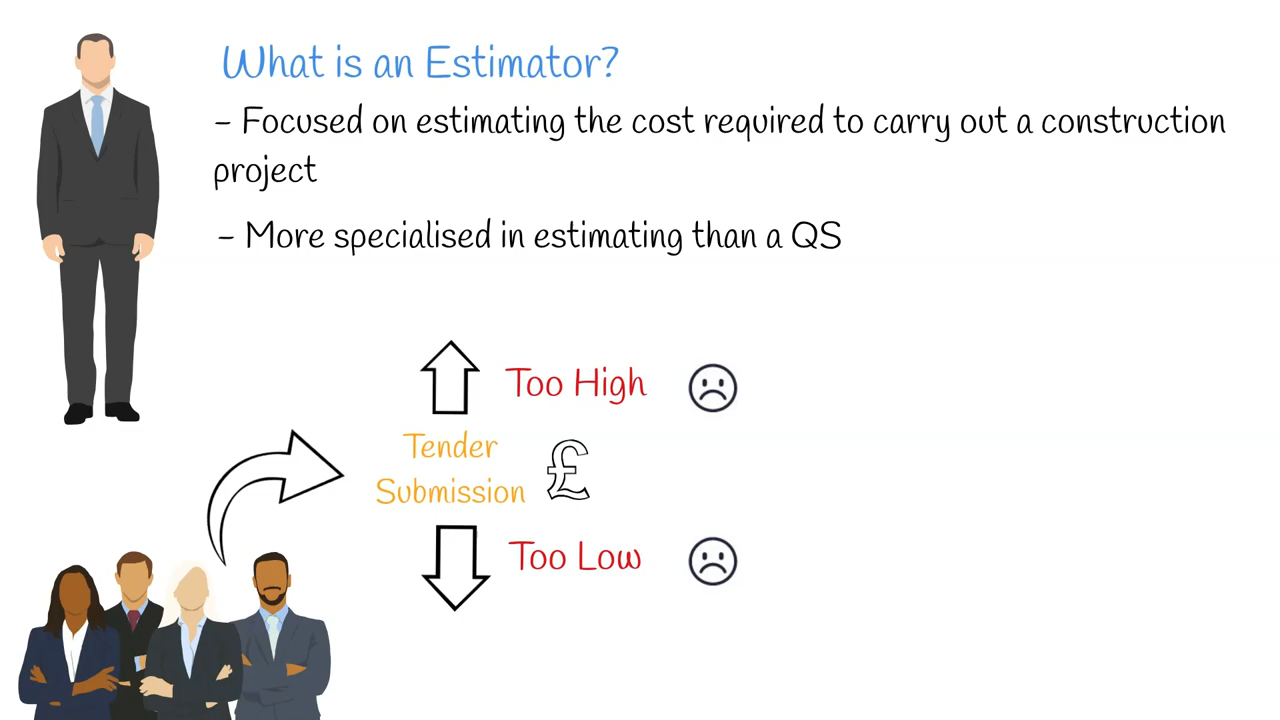 What is an Estimator?
- Focused on estimating the cost required to carry out a construction
project
- More specialised in estimating than a QS
Too High
Tender
Submission £
Too Low